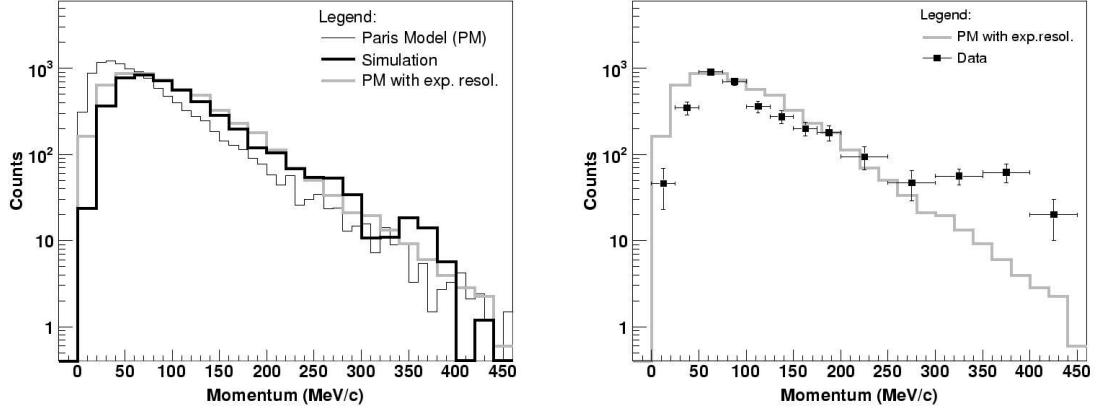 Legend:
Paris Model (PM)
Simulation
PM with exp. resol.
10³
10²
10
1
Counts
0 50 100 150 200 250 300 350 400 450
Momentum (MeV/c)
Legend:
PM with exp.resol.
Data
10³
10²
10
1
Counts
0 50 100 150 200 250 300 350 400 450
Momentum (MeV/c)